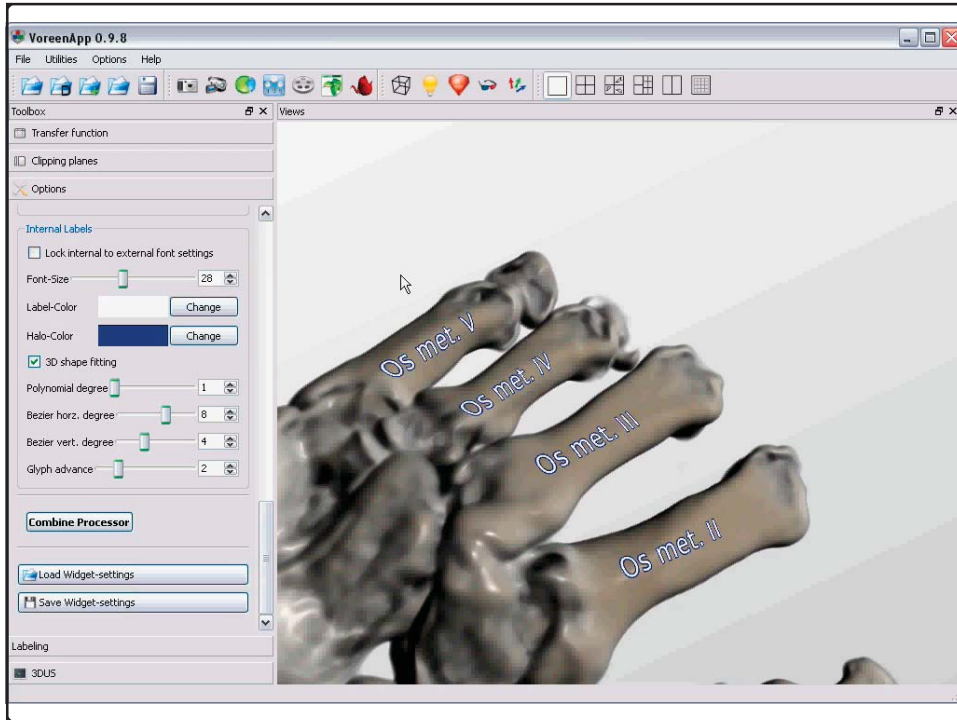 VoreenApp 0.9.8
File Utilities Options Help
Toolbox
Views
Transfer function
Clipping planes
Options
Internal Labels
Lock internal to external font settings
Font-Size 28
Label-Color Change
Halo-Color Change
3D shape fitting
Polynomial degree 1
Bezier horz. degree 8
Bezier vert. degree 4
Glyph advance 2
Combine Processor
Load Widget-settings
Save Widget-settings
Labeling
3DUS
Os met. V
Os met. IV
Os met. III
Os met. II